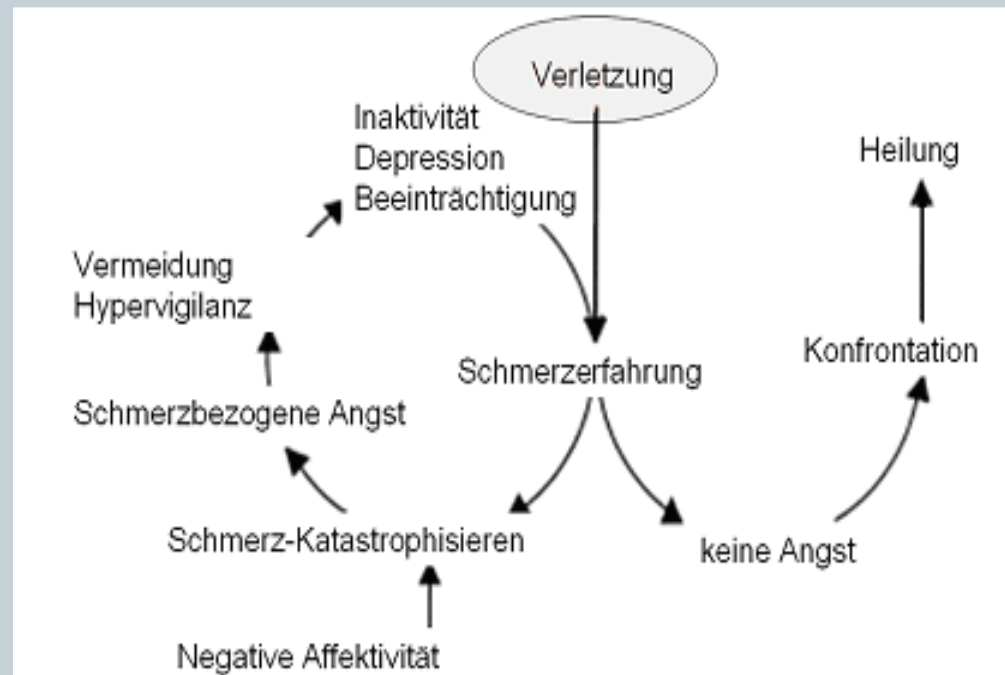 Verletzung
Inaktivität
Depression
Beeinträchtigung
Heilung
Vermeidung
Hypervigilanz
Konfrontation
Schmerzerfahrung
Schmerzbezogene Angst
Schmerz-Katastrophisieren
keine Angst
Negative Affektivität